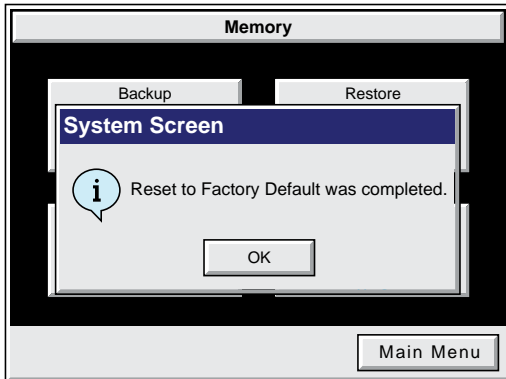 Memory
Backup Restore
System Screen
i
Reset to Factory Default was completed.
OK
Main Menu